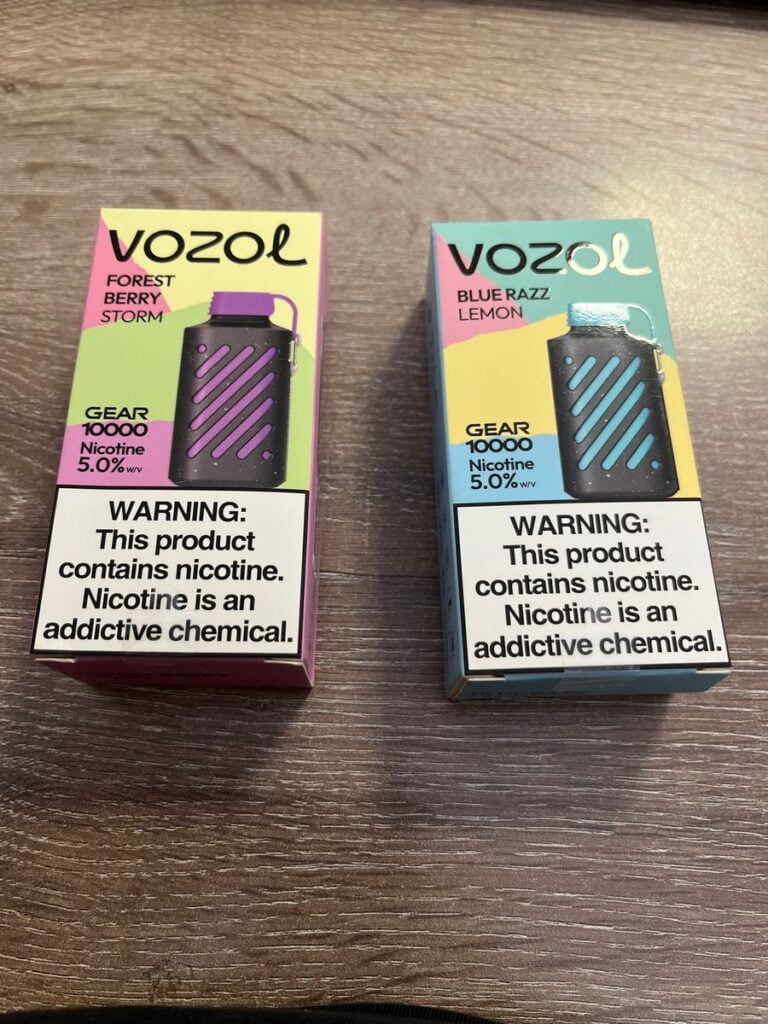 VOZOL
FOREST
BERRY
STORM
GEAR
10000
Nicotine
5.0% w/v
WARNING:
This product
contains nicotine.
Nicotine is an
addictive chemical.
VOZOL
BLUE RAZZ
LEMON
GEAR
10000
Nicotine
5.0% w/v
WARNING:
This product
contains nicotine.
Nicotine is an
addictive chemical.
BLUE RAZZ